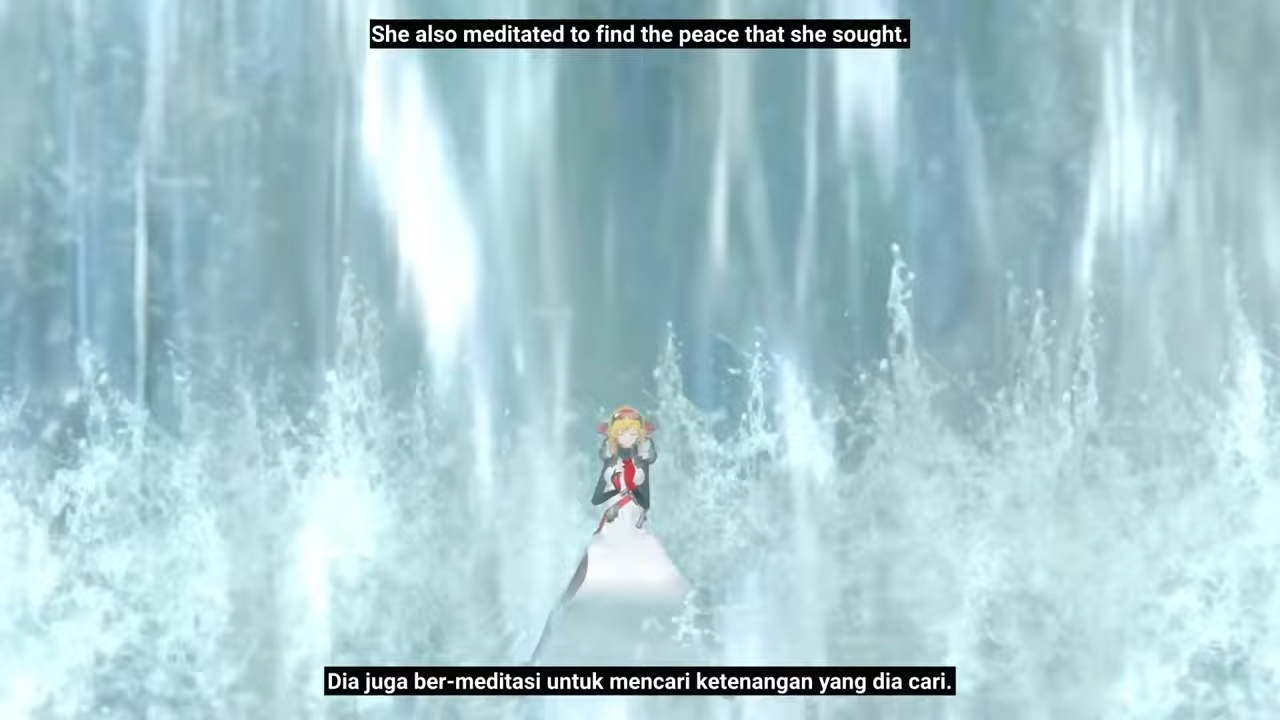 She also meditated to find the peace that she sought.
Dia juga ber-meditasi untuk mencari ketenangan yang dia cari.